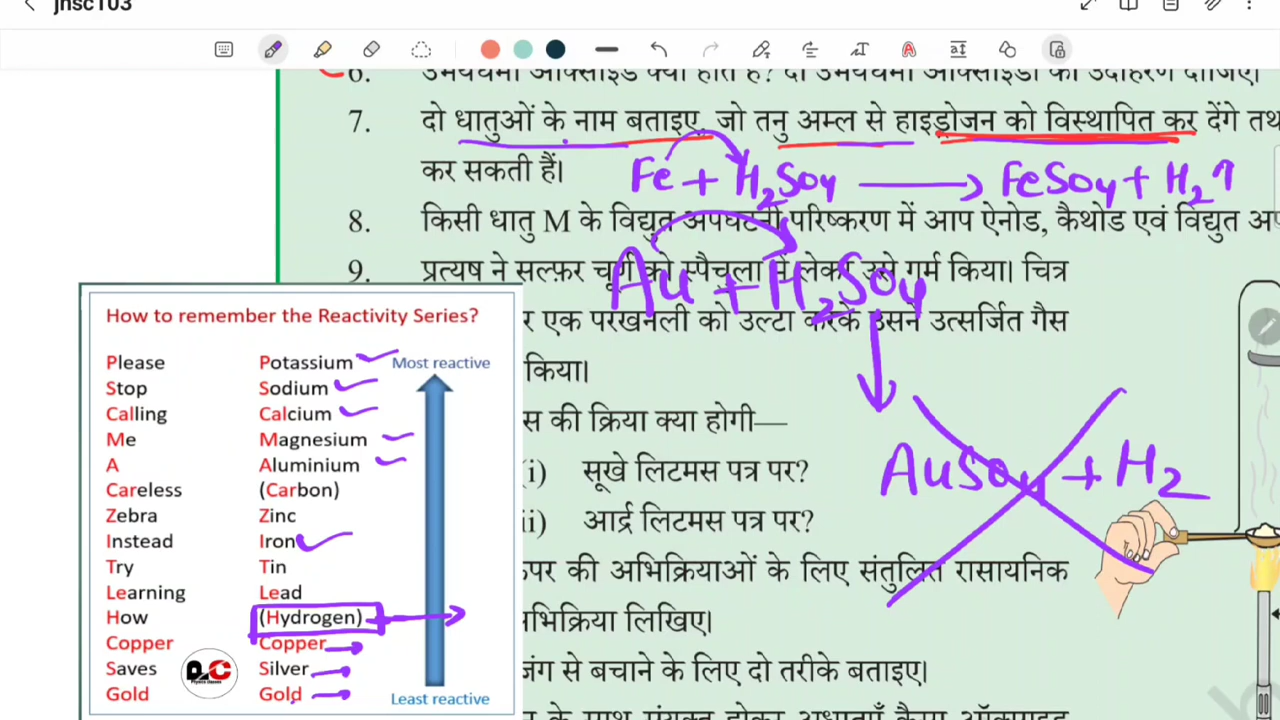 jhsc103
6. उभयधर्मी ऑक्साइड क्या होते हैं? दो उभयधर्मी ऑक्साइडों का उदाहरण दीजिए।
7. दो धातुओं के नाम बताइए, जो तनु अम्ल से हाइड्रोजन को विस्थापित कर देंगे तथ
कर सकती हैं।
Fe + H2SO4 → FeSO4 + H2↑
8. किसी धातु M के विद्युत अपघटनी परिष्करण में आप ऐनोड, कैथोड एवं विद्युत अप
9. प्रत्यष ने सल्फ़र चूर्ण को स्पैचुला में लेकर उसे गर्म किया। चित्र
Au + H2SO4
र एक परखनली को उल्टा करके उसने उत्सर्जित गैस
किया।
स की क्रिया क्या होगी—
(i) सूखे लिटमस पत्र पर?
AuSO4 + H2
ii) आर्द्र लिटमस पत्र पर?
पर की अभिक्रियाओं के लिए संतुलित रासायनिक
भिक्रिया लिखिए।
जंग से बचाने के लिए दो तरीके बताइए।
How to remember the Reactivity Series?
Please Potassium Most reactive
Stop Sodium
Calling Calcium
Me Magnesium
A Aluminium
Careless (Carbon)
Zebra Zinc
Instead Iron
Try Tin
Learning Lead
How (Hydrogen)
Copper Copper
Saves Silver
Gold Gold Least reactive